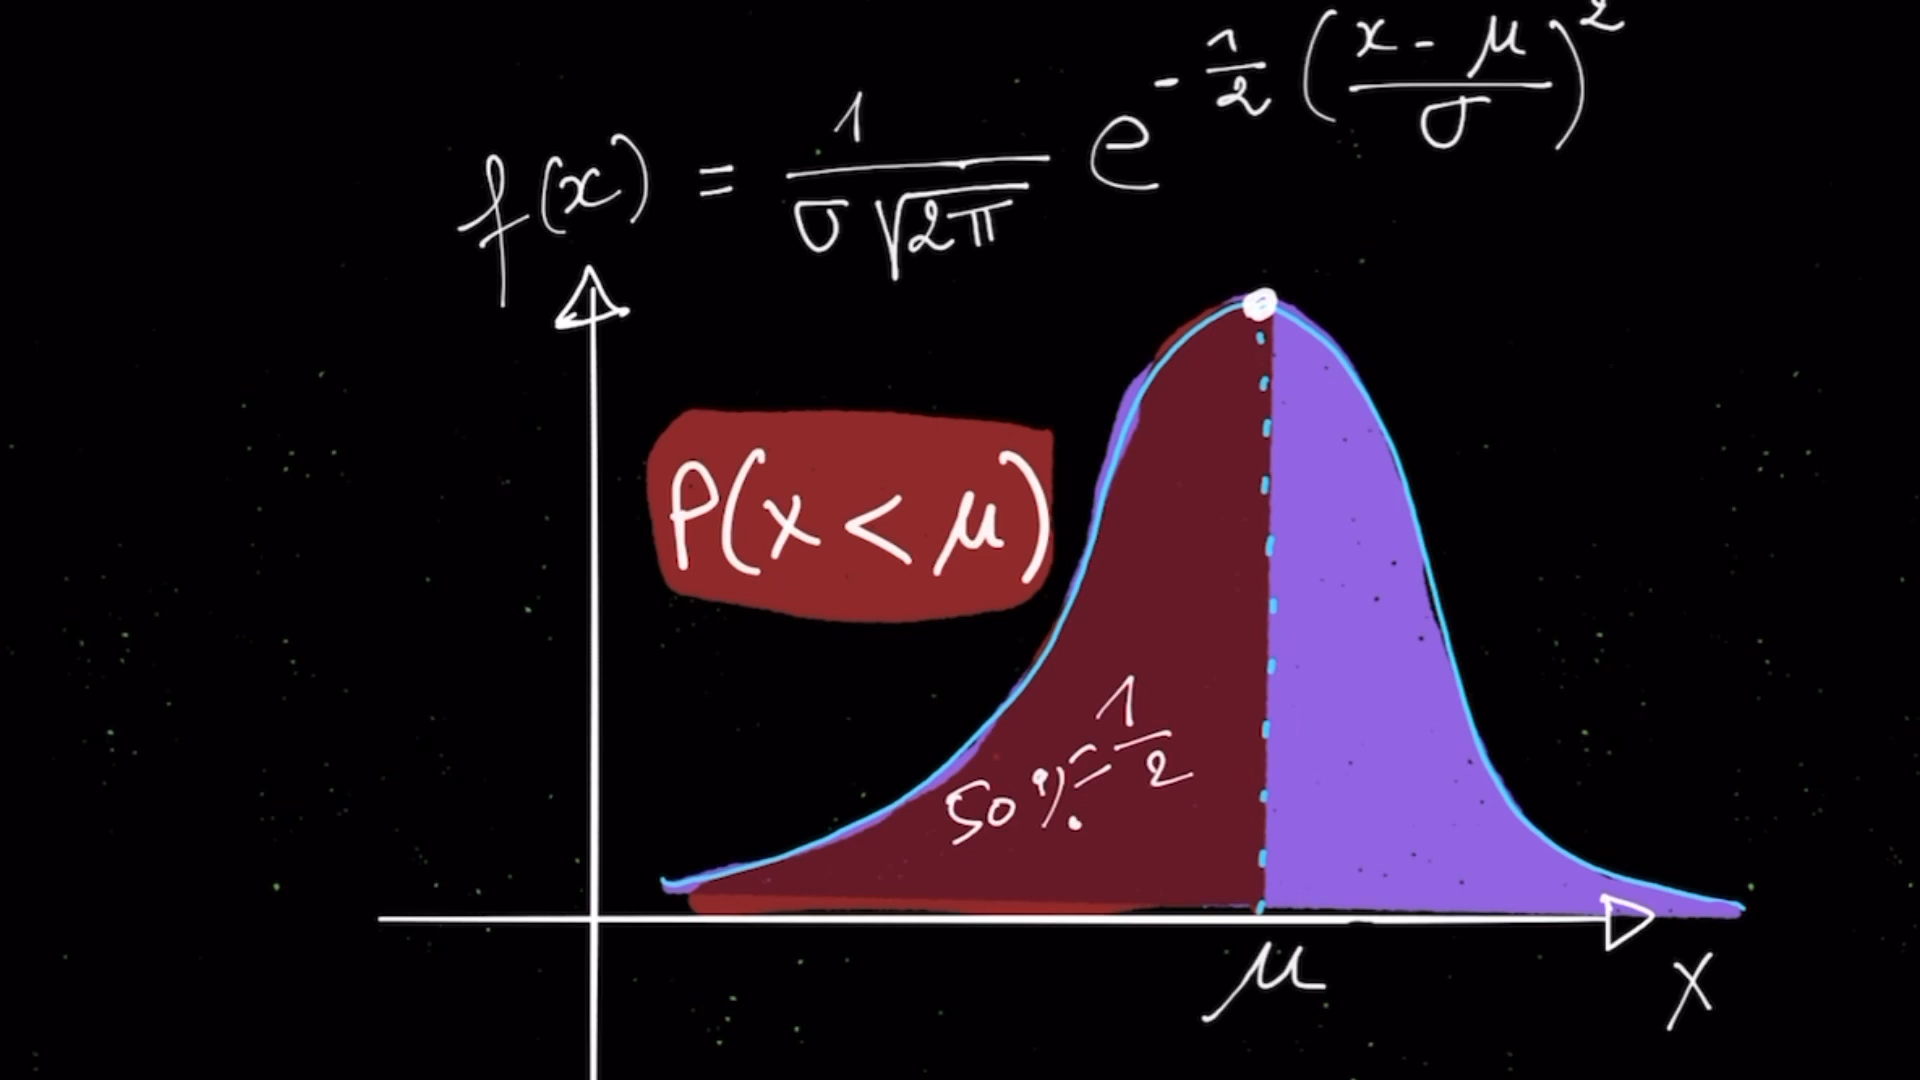 f(x) = 1/(σ√(2π)) e^(-1/2 ((x - μ)/σ)^2)
P(x < μ)
50% = 1/2
μ
x